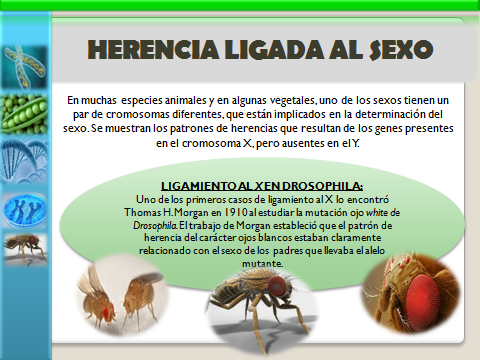 HERENCIA LIGADA AL SEXO
En muchas especies animales y en algunas vegetales, uno de los sexos tienen un
par de cromosomas diferentes, que están implicados en la determinación del
sexo. Se muestran los patrones de herencias que resultan de los genes presentes
en el cromosoma X, pero ausentes en el Y.
LIGAMIENTO AL X EN DROSOPHILA:
Uno de los primeros casos de ligamiento al X lo encontró
Thomas H. Morgan en 1910 al estudiar la mutación ojo white de
Drosophila. El trabajo de Morgan estableció que el patrón de
herencia del carácter ojos blancos estaban claramente
relacionado con el sexo de los padres que llevaba el alelo
mutante.